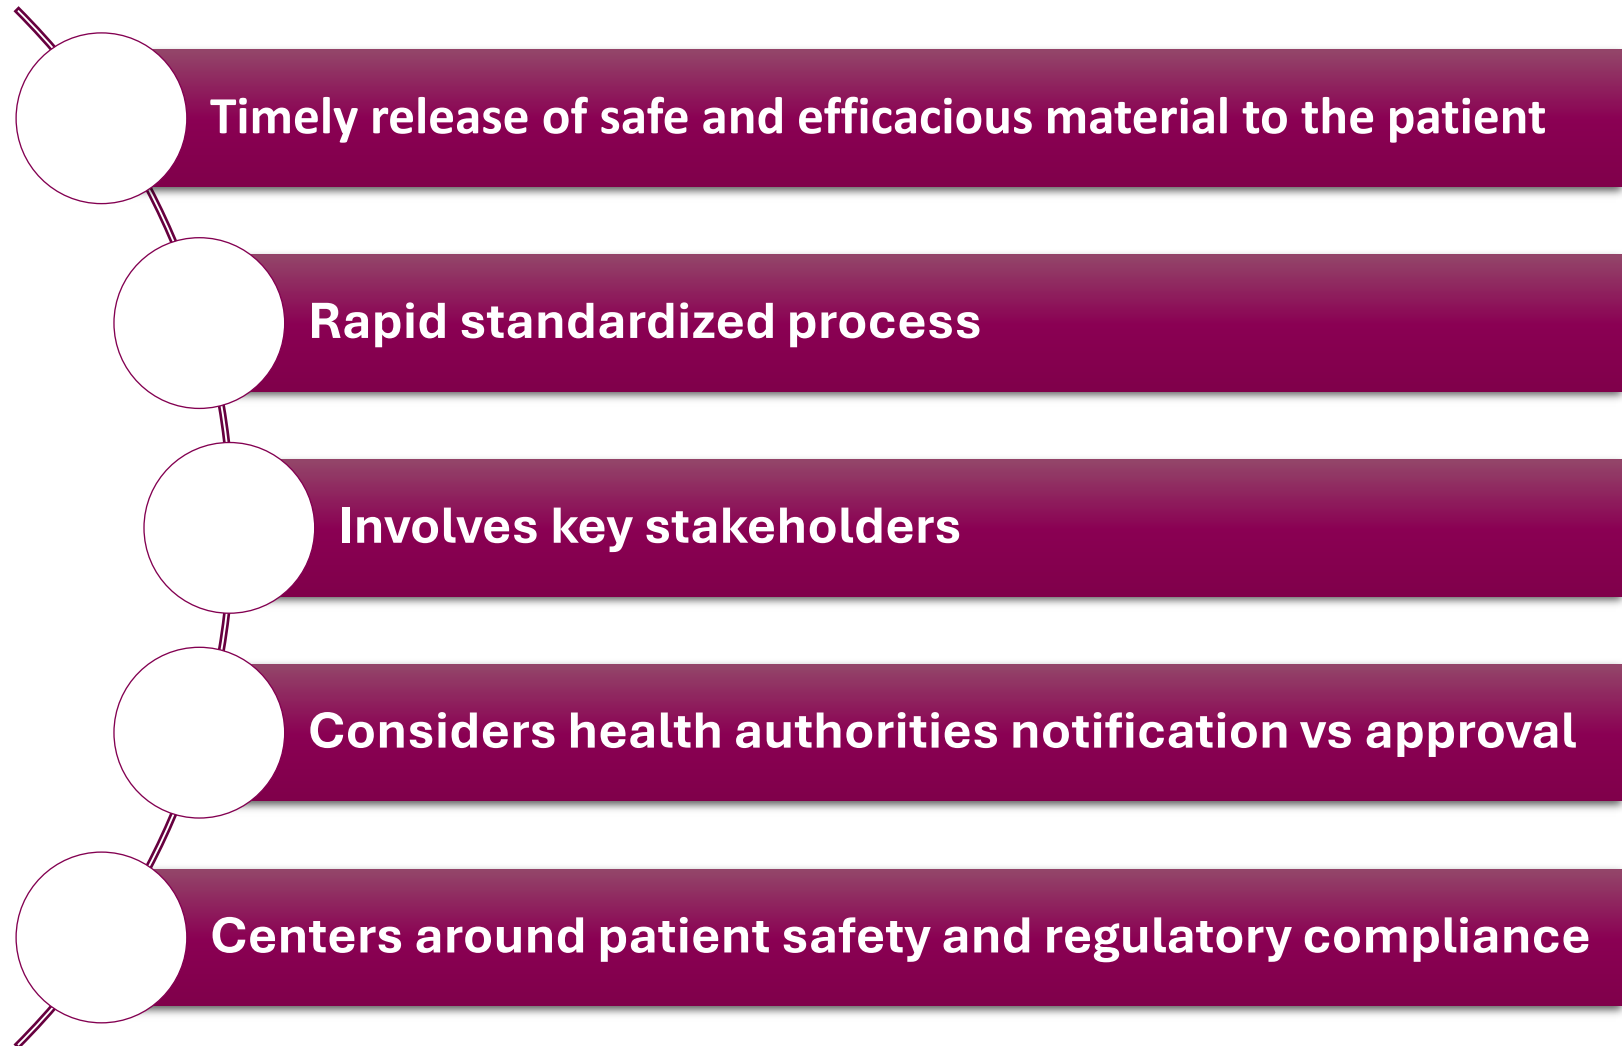 Timely release of safe and efficacious material to the patient
Rapid standardized process
Involves key stakeholders
Considers health authorities notification vs approval
Centers around patient safety and regulatory compliance